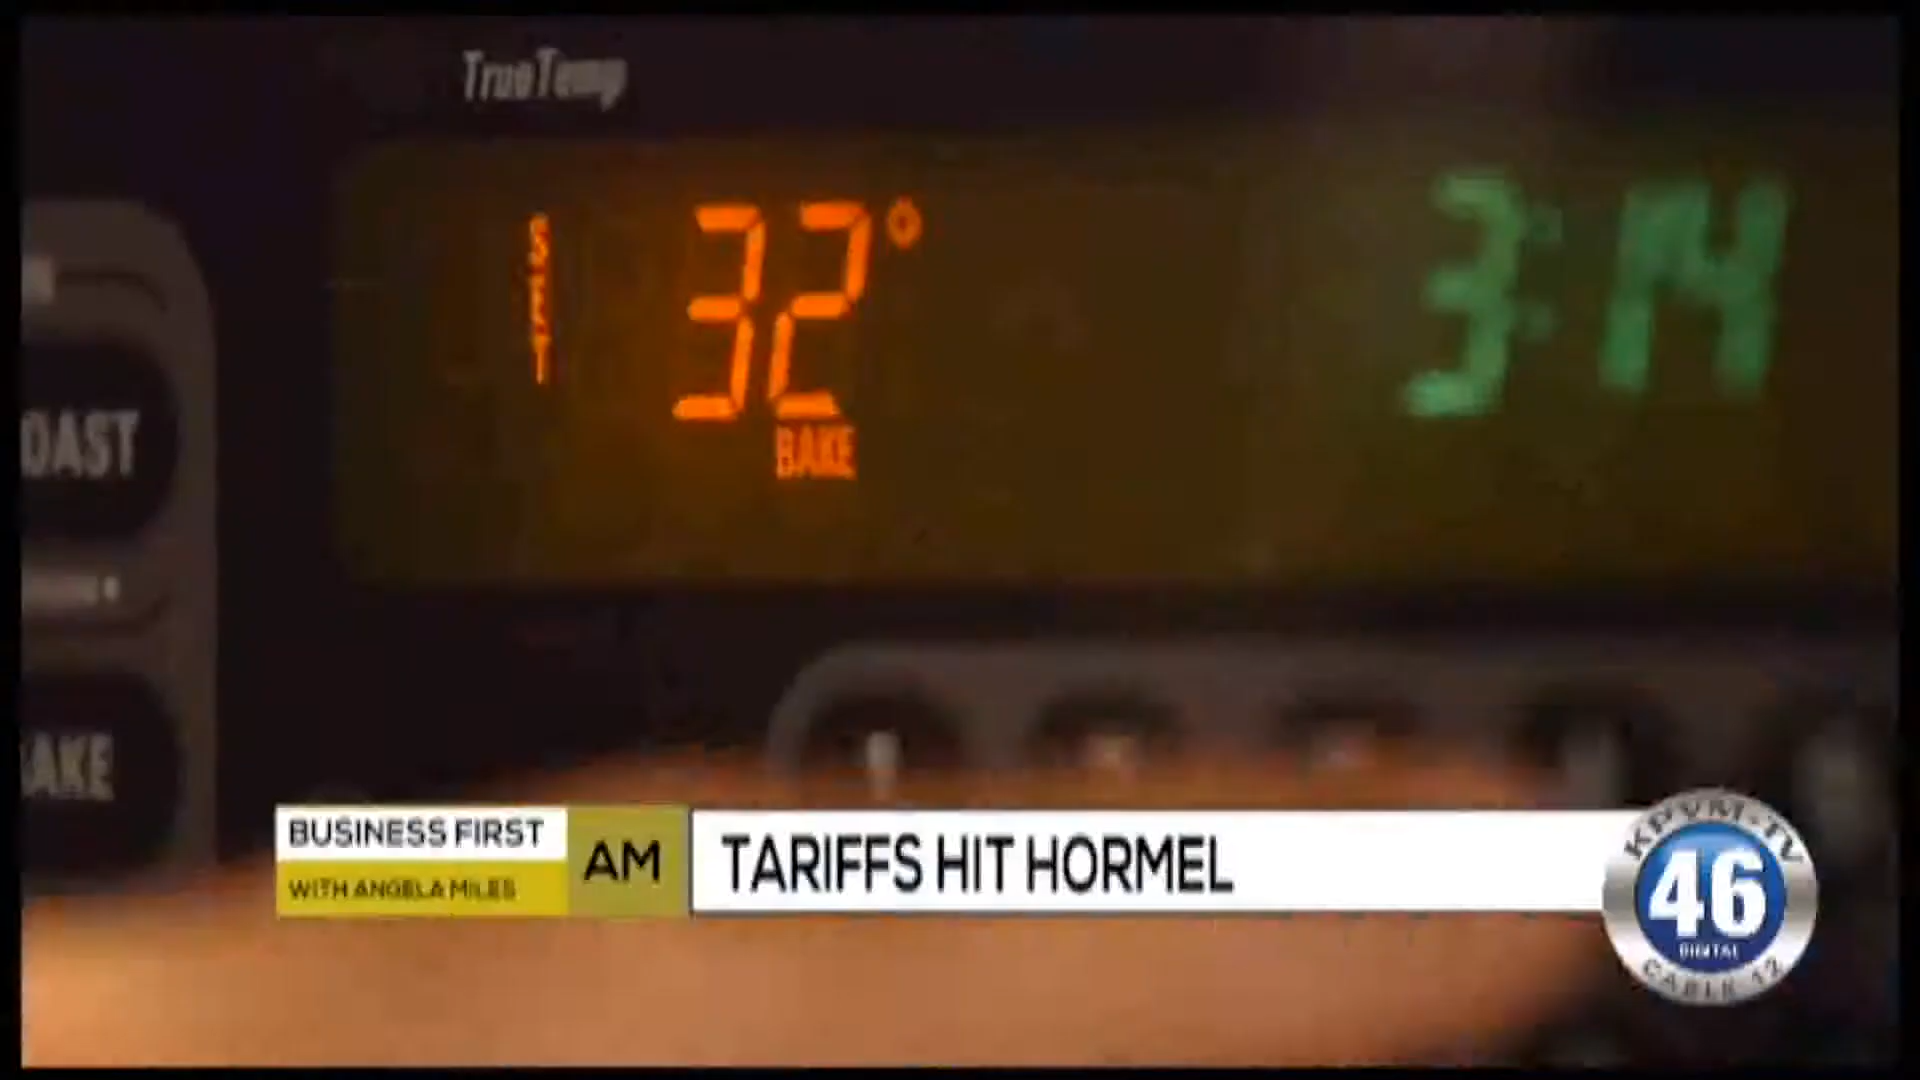 TrueTemp
SET
32°
3:14
BAKE
OAST
AKE
BUSINESS FIRST
WITH ANGELA MILES
AM
TARIFFS HIT HORMEL
KPVM-TV
46
DIGITAL
CABLE 12